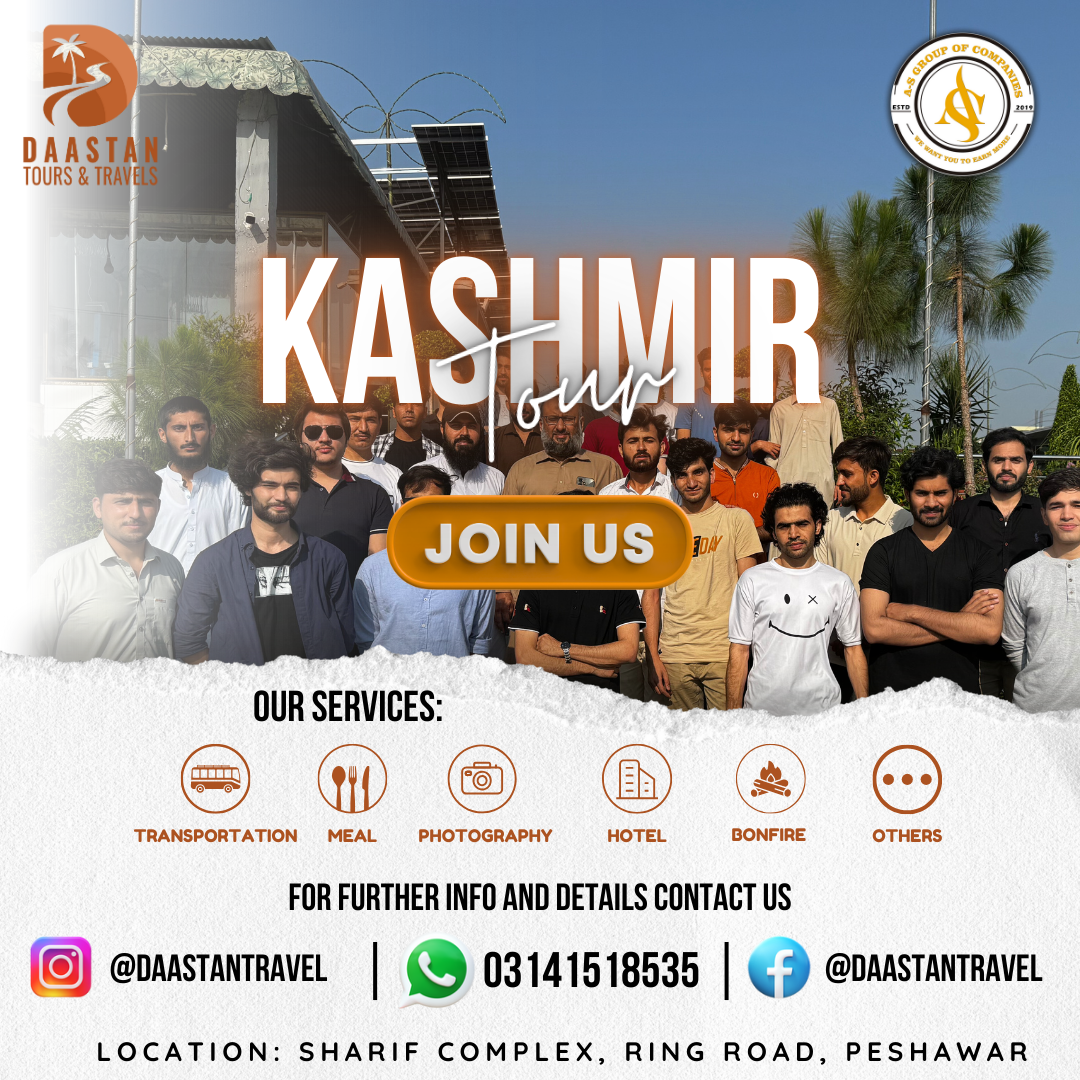 DAASTAN
TOURS & TRAVELS
A-S GROUP OF COMPANIES
ESTD
2019
WE WANT YOU TO EARN MORE
AS
KASHMIR
Tour
JOIN US
DAY
OUR SERVICES:
TRANSPORTATION MEAL PHOTOGRAPHY HOTEL BONFIRE OTHERS
FOR FURTHER INFO AND DETAILS CONTACT US
@DAASTANTRAVEL | 03141518535 | @DAASTANTRAVEL
LOCATION: SHARIF COMPLEX, RING ROAD, PESHAWAR